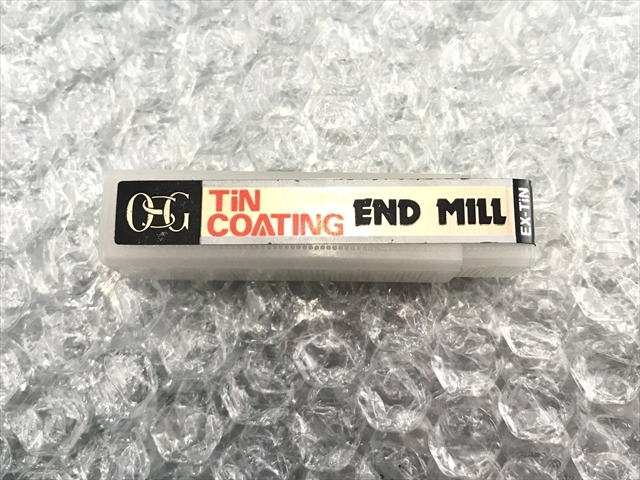 OSG
TiN
COATING
END MILL
EX-TiN